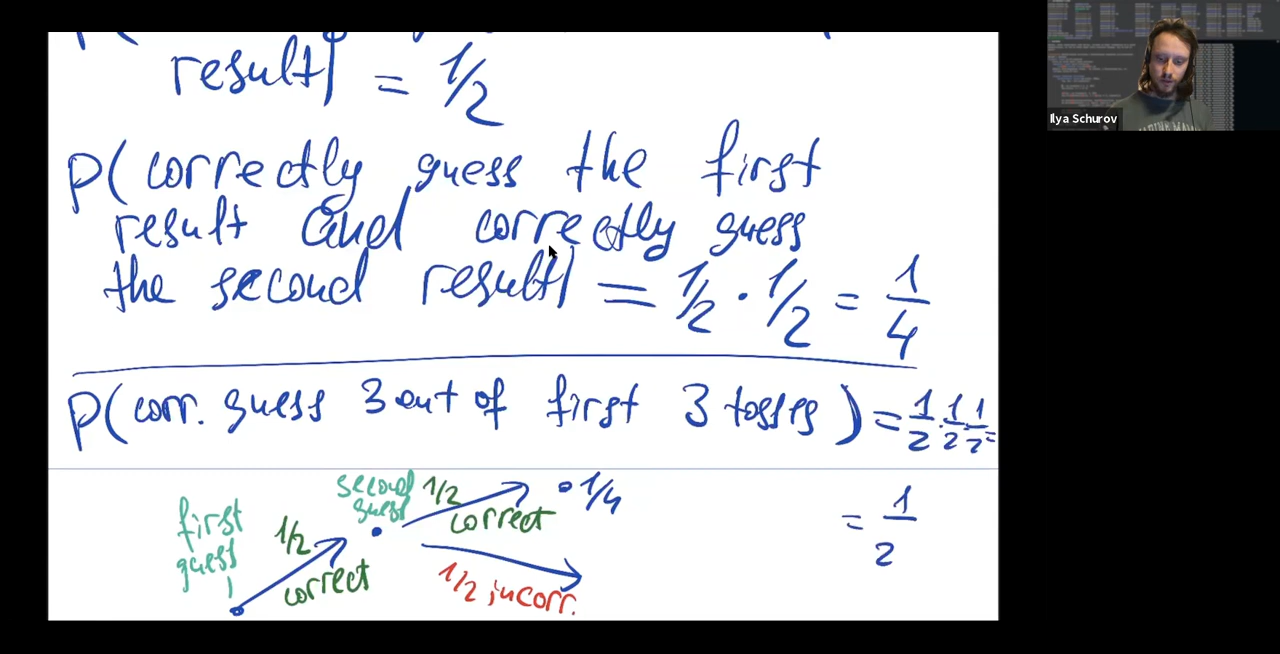 result) = 1/2
P(correctly guess the first
result and correctly guess
the second result) = 1/2 · 1/2 = 1/4
P(corr. guess 3 out of first 3 tosses) = 1/2 · 1/2 · 1/2 =
= 1/2
first
guess
1/2
correct
second
guess
1/2
correct
1/4
1/2 incorr.
Ilya Schurov